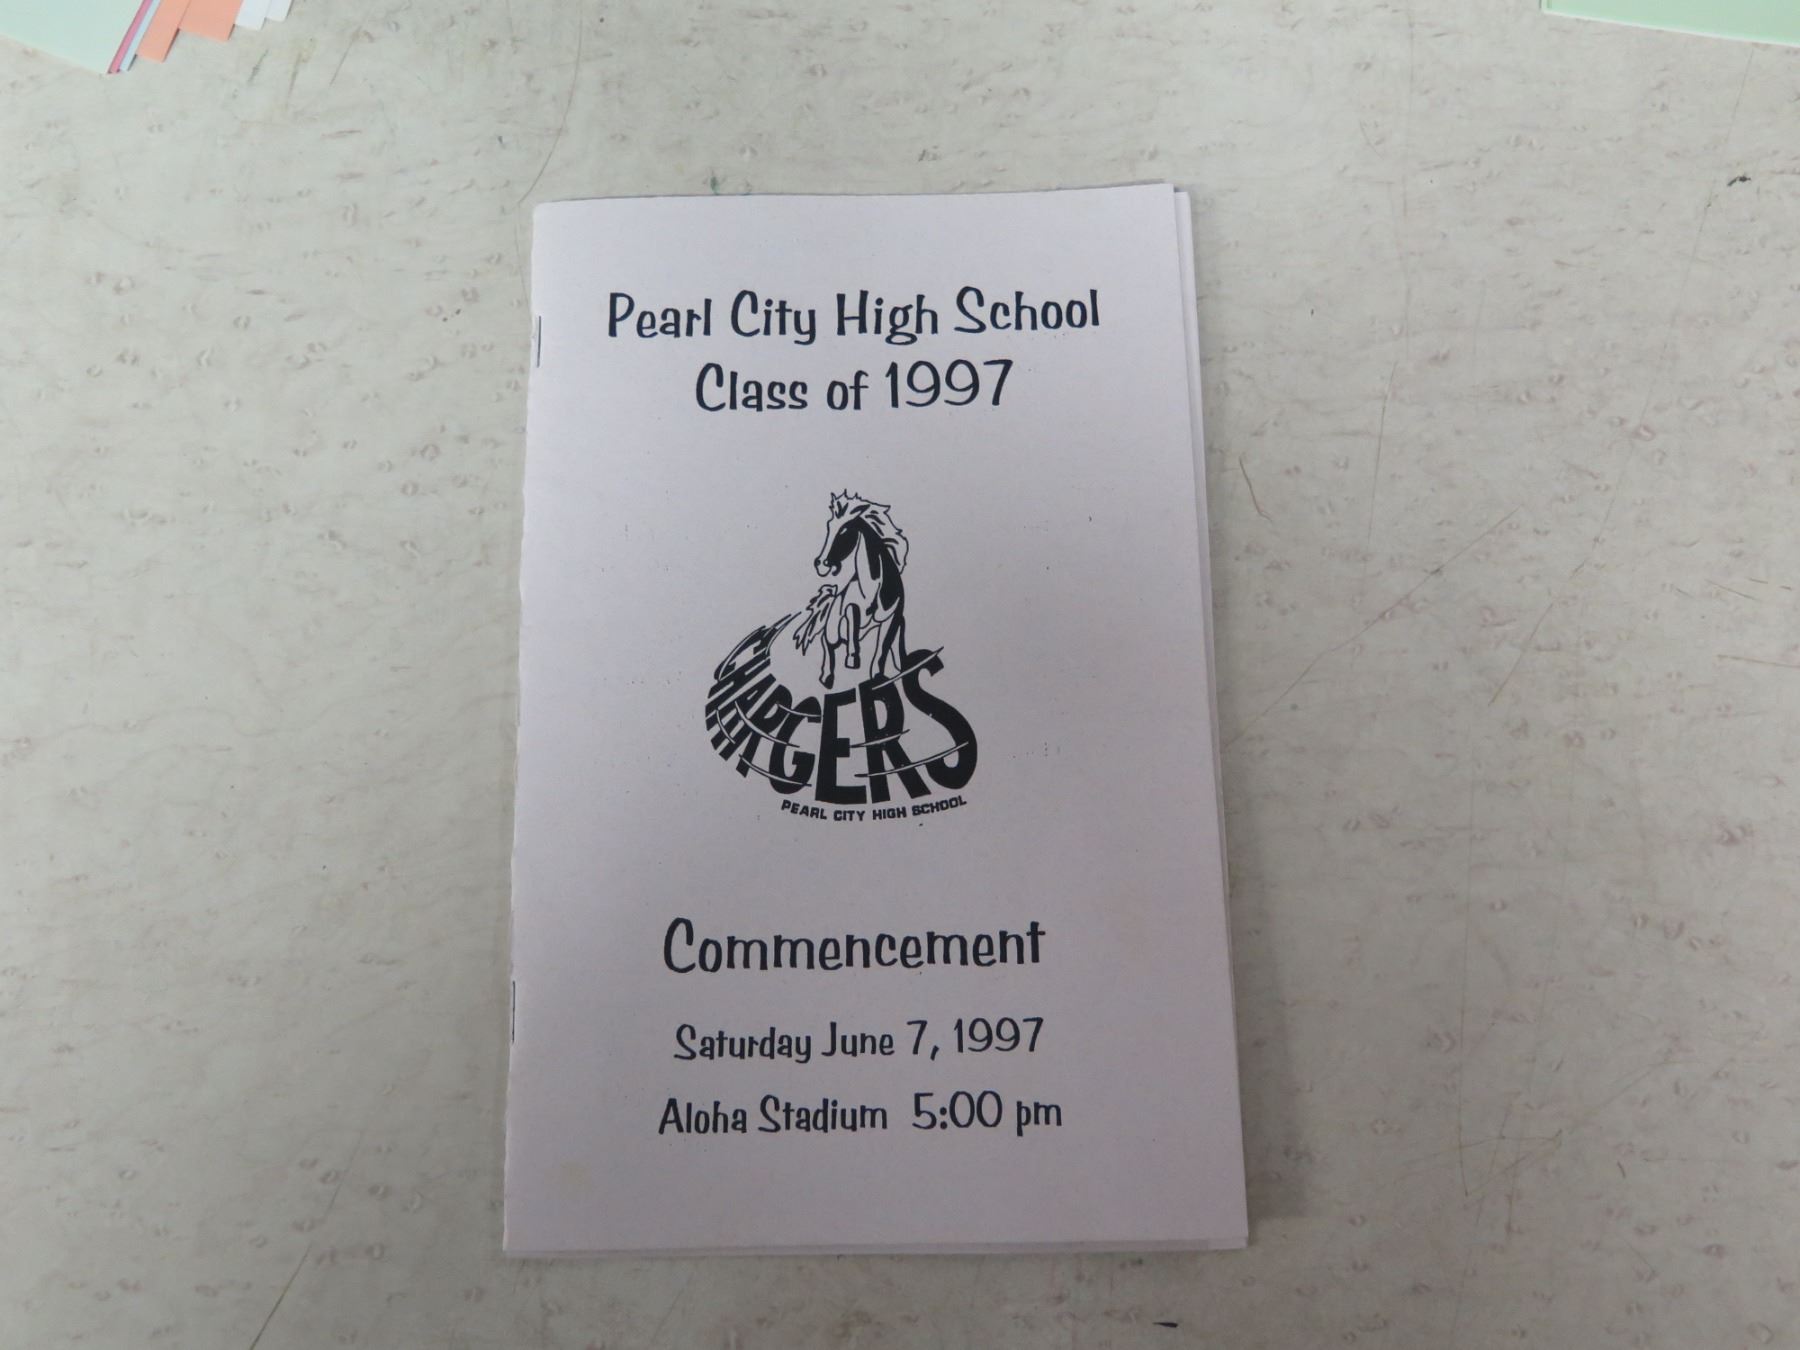 Pearl City High School
Class of 1997
CHARGERS
PEARL CITY HIGH SCHOOL
Commencement
Saturday June 7, 1997
Aloha Stadium 5:00 pm